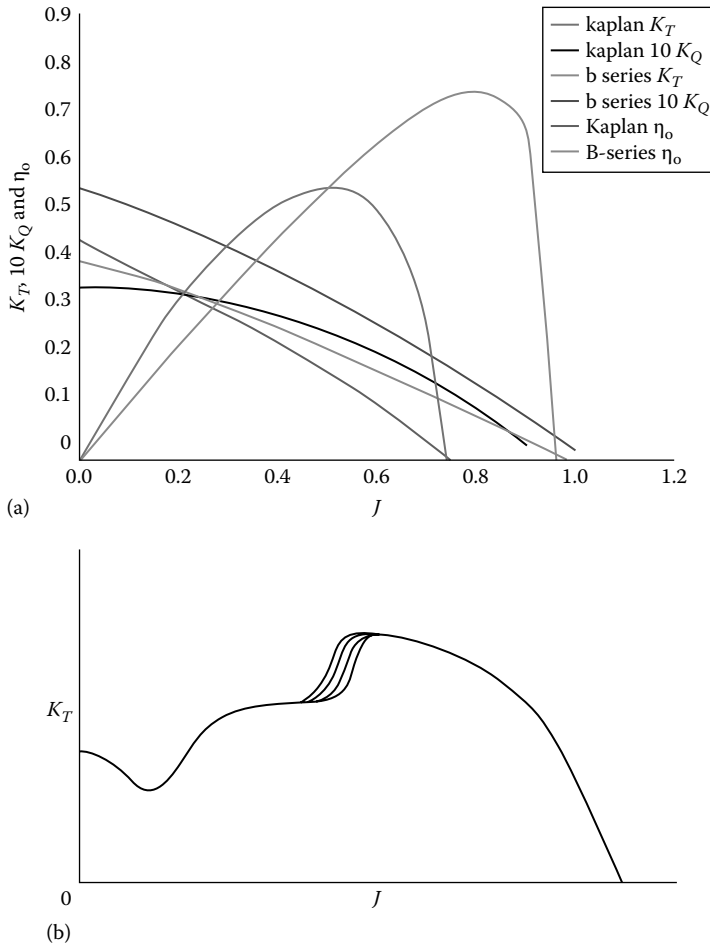 0.9
0.8
0.7
0.6
0.5
0.4
0.3
0.2
0.1
0
K_T, 10 K_Q and η_o
kaplan K_T
kaplan 10 K_Q
b series K_T
b series 10 K_Q
Kaplan η_o
B-series η_o
0.0 0.2 0.4 0.6 0.8 1.0 1.2
(a)
J
K_T
0
J
(b)